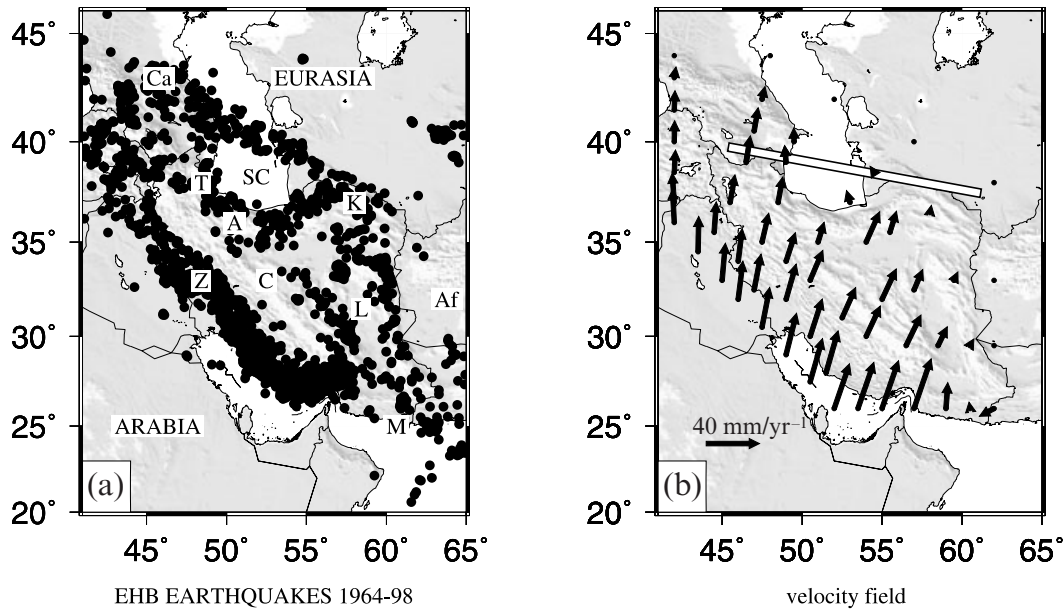 45˚
40˚
35˚
30˚
25˚
20˚
45˚ 50˚ 55˚ 60˚ 65˚
Ca
EURASIA
T
SC
K
A
Z
C
L
Af
ARABIA
M
(a)
EHB EARTHQUAKES 1964-98
45˚
40˚
35˚
30˚
25˚
20˚
45˚ 50˚ 55˚ 60˚ 65˚
40 mm/yr⁻¹
(b)
velocity field